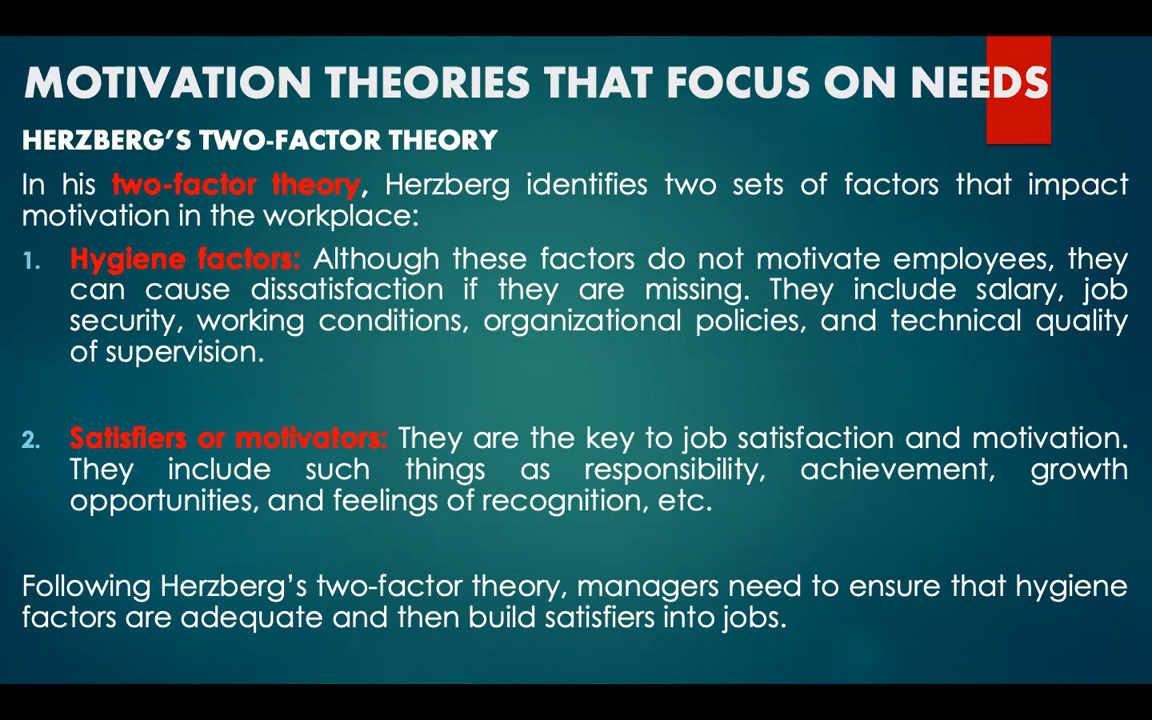 MOTIVATION THEORIES THAT FOCUS ON NEEDS
HERZBERG'S TWO-FACTOR THEORY
In his two-factor theory, Herzberg identifies two sets of factors that impact
motivation in the workplace:
1. Hygiene factors: Although these factors do not motivate employees, they
can cause dissatisfaction if they are missing. They include salary, job
security, working conditions, organizational policies, and technical quality
of supervision.
2. Satisfiers or motivators: They are the key to job satisfaction and motivation.
They include such things as responsibility, achievement, growth
opportunities, and feelings of recognition, etc.
Following Herzberg's two-factor theory, managers need to ensure that hygiene
factors are adequate and then build satisfiers into jobs.